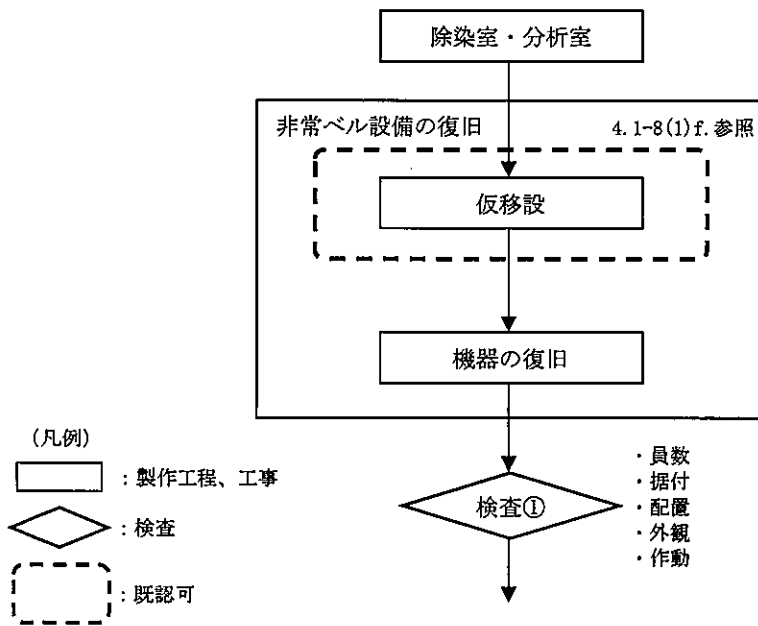 除染室・分析室
非常ベル設備の復旧
4.1-8(1)f.参照
仮移設
機器の復旧
検査①
・員数
・据付
・配置
・外観
・作動
(凡例)
：製作工程、工事
：検査
：既認可